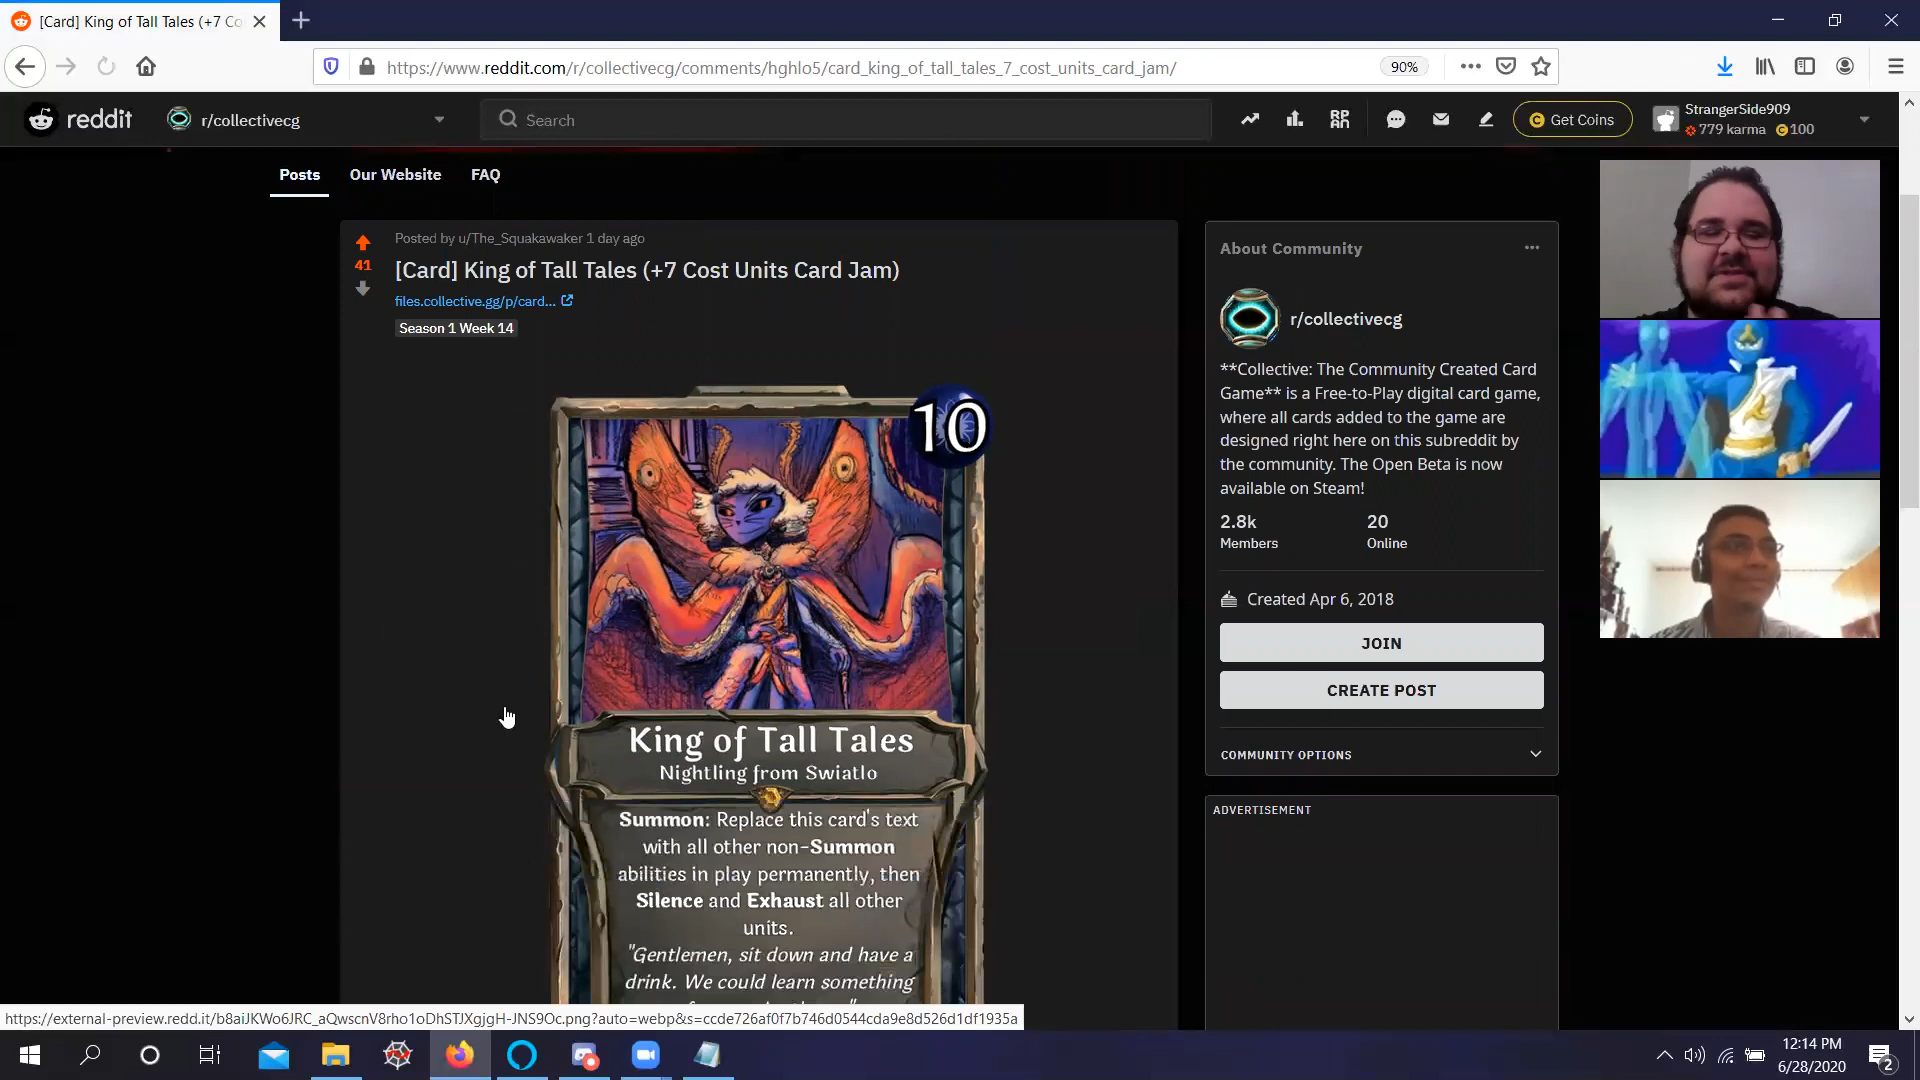 [Card] King of Tall Tales (+7 Co
https://www.reddit.com/r/collectivecg/comments/hghlo5/card_king_of_tall_tales_7_cost_units_card_jam/
90%
reddit
r/collectivecg
Search
Get Coins
StrangerSide909
779 karma
100
Posts
Our Website
FAQ
41
Posted by u/The_Squakawaker 1 day ago
[Card] King of Tall Tales (+7 Cost Units Card Jam)
files.collective.gg/p/card...
Season 1 Week 14
10
King of Tall Tales
Nightling from Swiatlo
Summon: Replace this card's text
with all other non-Summon
abilities in play permanently, then
Silence and Exhaust all other
units.
"Gentlemen, sit down and have a
drink. We could learn something
About Community
r/collectivecg
**Collective: The Community Created Card
Game** is a Free-to-Play digital card game,
where all cards added to the game are
designed right here on this subreddit by
the community. The Open Beta is now
available on Steam!
2.8k
Members
20
Online
Created Apr 6, 2018
JOIN
CREATE POST
COMMUNITY OPTIONS
ADVERTISEMENT
https://external-preview.redd.it/b8aiJKWo6JRC_aQwscnV8rho1oDhSTJXgjgH-JNS9Oc.png?auto=webp&s=ccde726af0f7b746d0544cda9e8d526d1df1935a
12:14 PM
6/28/2020
2